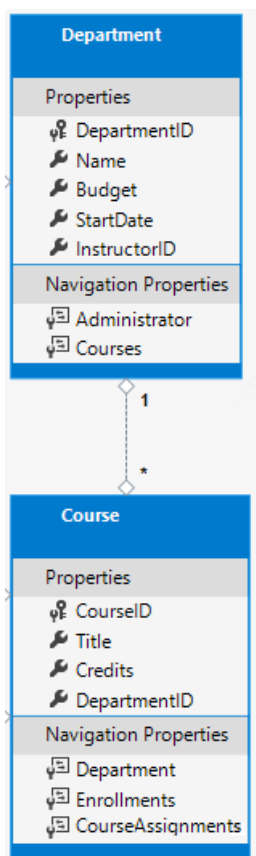 Department
Properties
DepartmentID
Name
Budget
StartDate
InstructorID
Navigation Properties
Administrator
Courses
1
*
Course
Properties
CourseID
Title
Credits
DepartmentID
Navigation Properties
Department
Enrollments
CourseAssignments